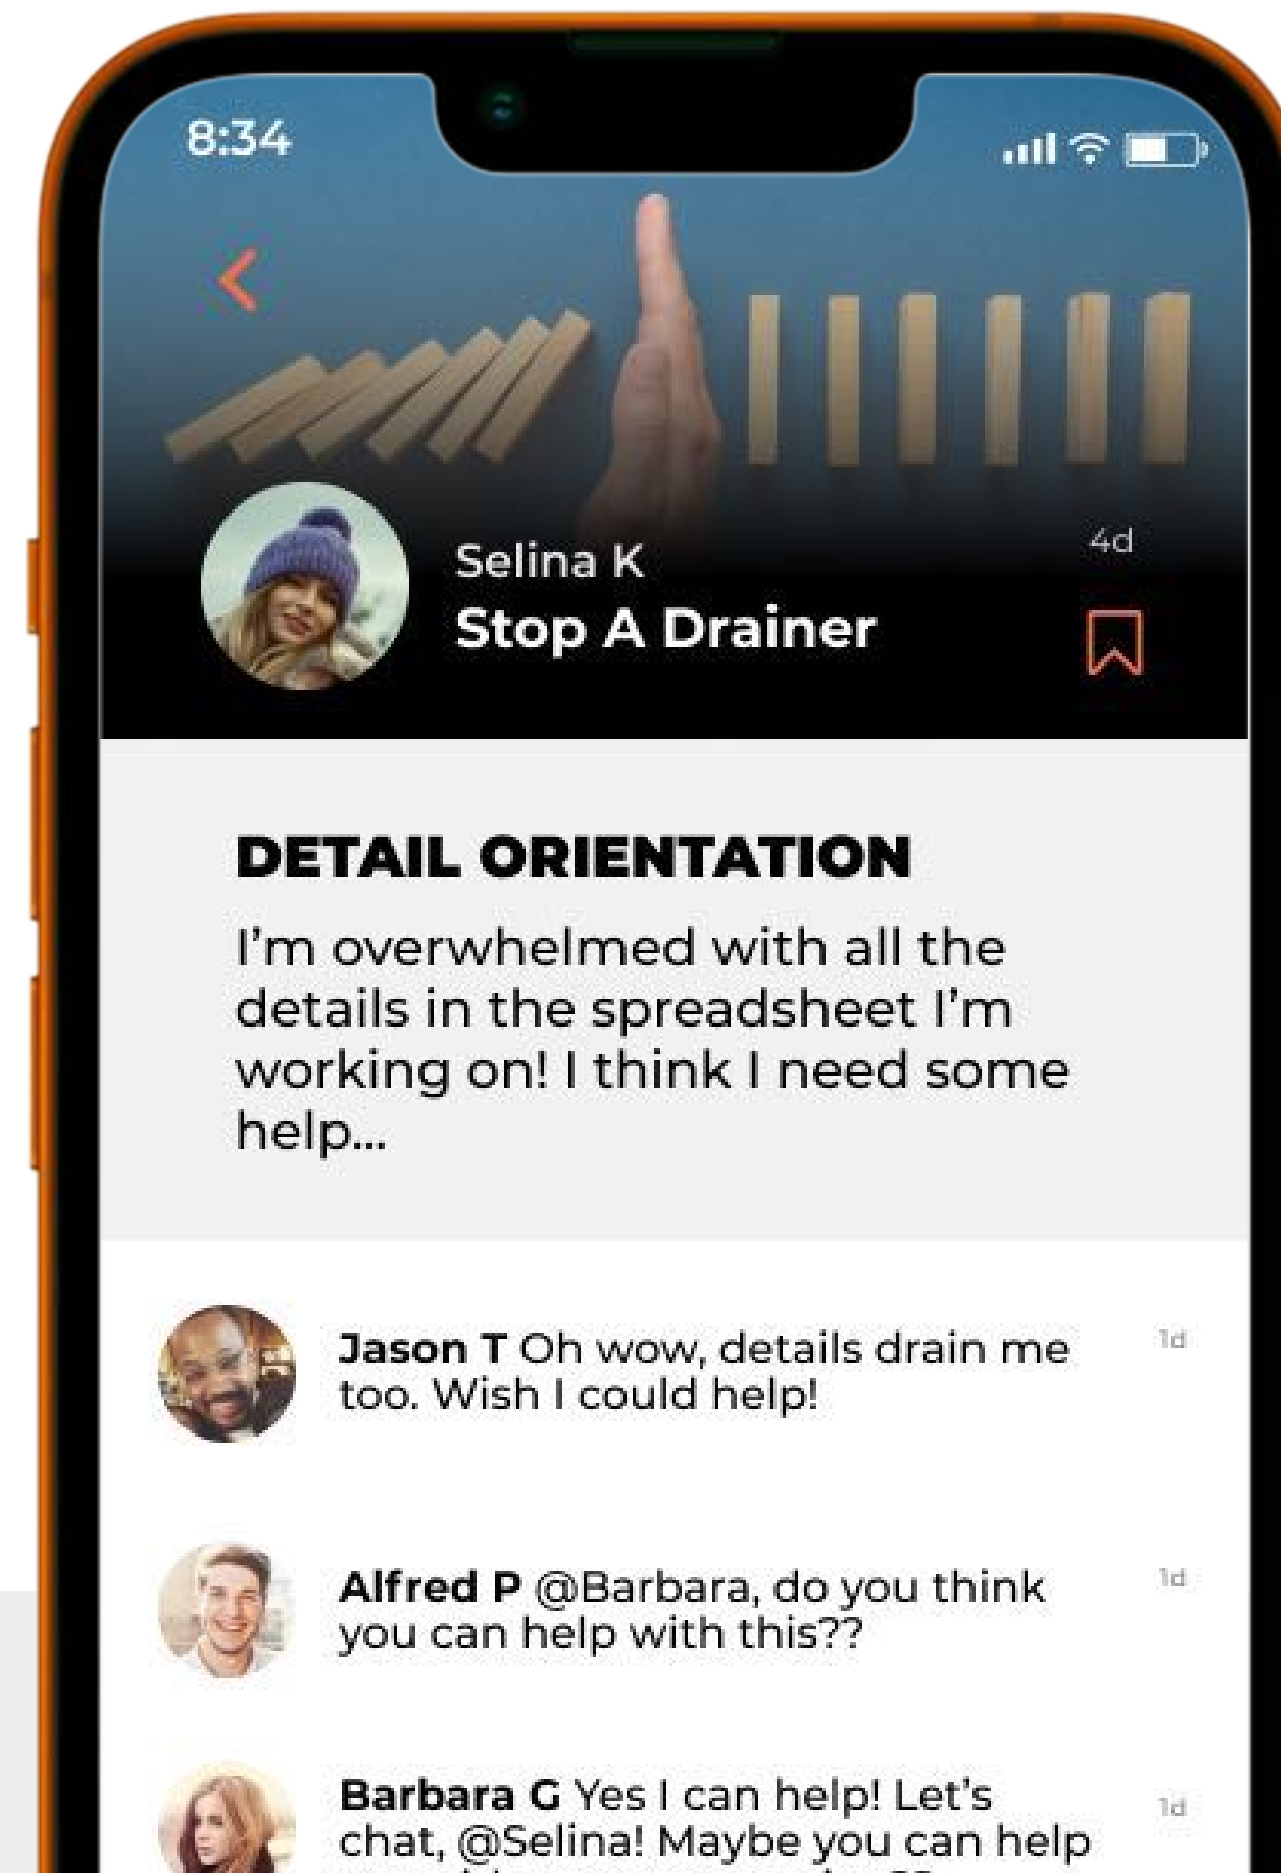 8:34
Selina K
4d
Stop A Drainer
DETAIL ORIENTATION
I'm overwhelmed with all the
details in the spreadsheet I'm
working on! I think I need some
help...
Jason T Oh wow, details drain me
1d
too. Wish I could help!
Alfred P @Barbara, do you think
1d
you can help with this??
Barbara G Yes I can help! Let's
1d
chat, @Selina! Maybe you can help